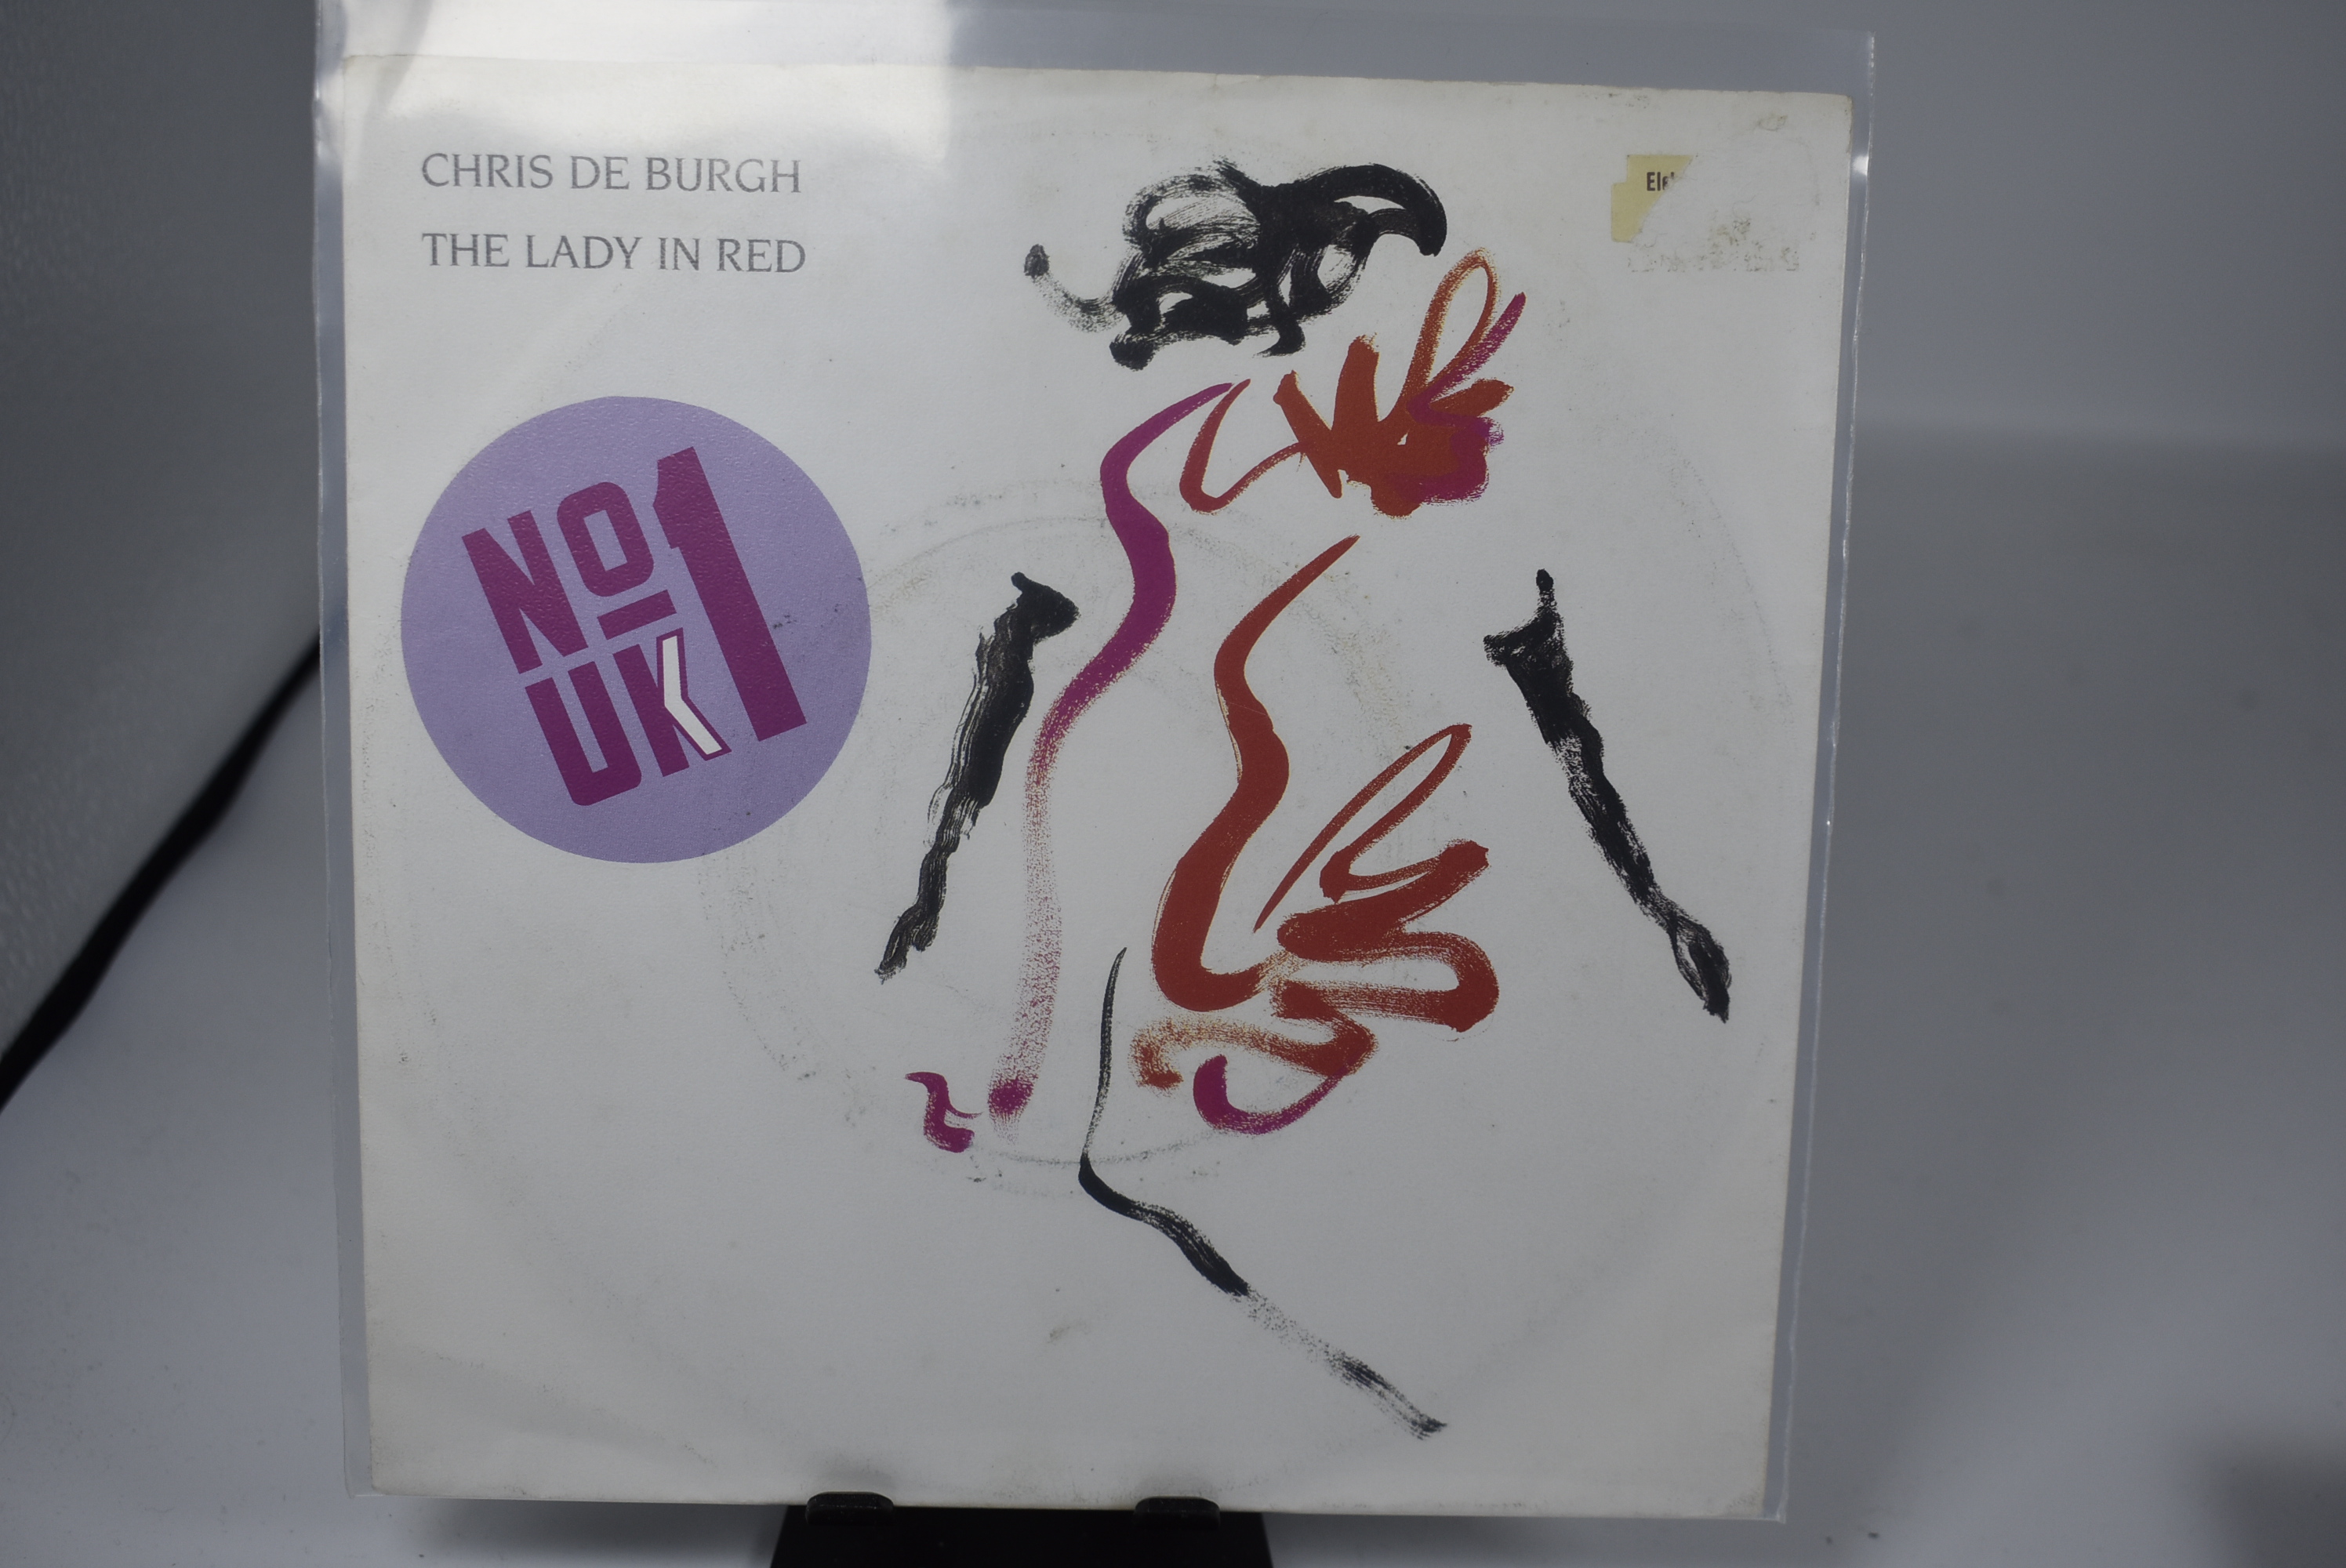 CHRIS DE BURGH
THE LADY IN RED
NO 1
UK